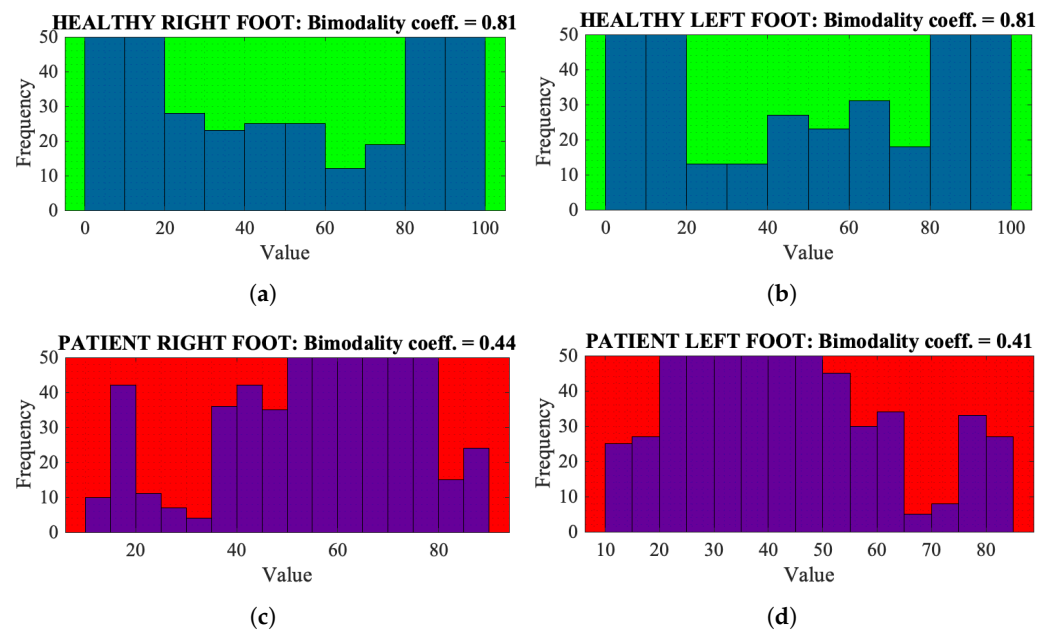 HEALTHY RIGHT FOOT: Bimodality coeff. = 0.81
50
40
30
20
10
0
Frequency
0 20 40 60 80 100
Value
(a)
HEALTHY LEFT FOOT: Bimodality coeff. = 0.81
50
40
30
20
10
0
Frequency
0 20 40 60 80 100
Value
(b)
PATIENT RIGHT FOOT: Bimodality coeff. = 0.44
50
40
30
20
10
0
Frequency
20 40 60 80
Value
(c)
PATIENT LEFT FOOT: Bimodality coeff. = 0.41
50
40
30
20
10
0
Frequency
10 20 30 40 50 60 70 80
Value
(d)